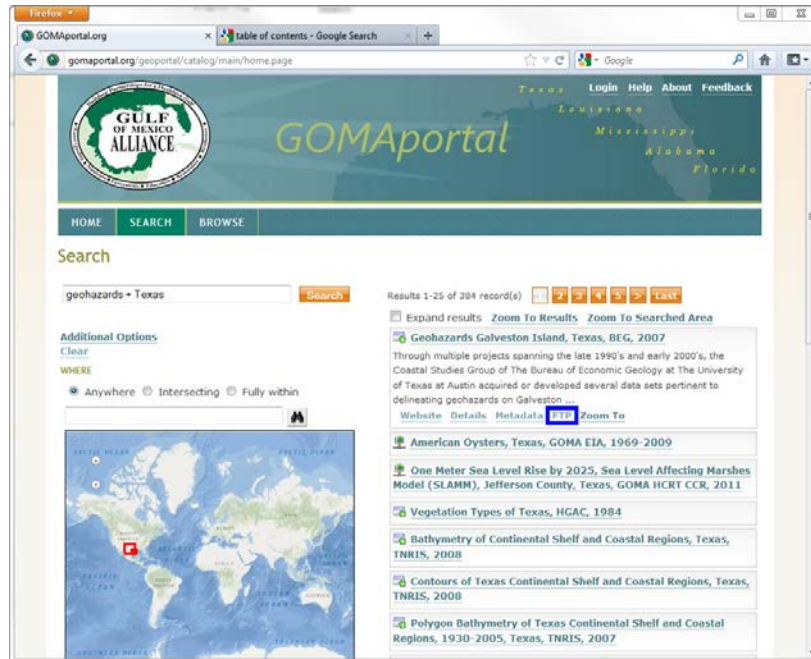 Firefox
GOMAportal.org
table of contents - Google Search
gomaportal.org/geoportal/catalog/main/home.page
Google
GULF
OF MEXICO
ALLIANCE
GOMAportal
Texas
Louisiana
Mississippi
Alabama
Florida
Login Help About Feedback
HOME SEARCH BROWSE
Search
geohazards + Texas
Search
Additional Options
Clear
WHERE
Anywhere Intersecting Fully within
Results 1-25 of 384 record(s) 2 3 4 5 > Last
Expand results Zoom To Results Zoom To Searched Area
Geohazards Galveston Island, Texas, BEG, 2007
Through multiple projects spanning the late 1990's and early 2000's, the
Coastal Studies Group of The Bureau of Economic Geology at The University
of Texas at Austin acquired or developed several data sets pertinent to
delineating geohazards on Galveston ...
Website Details Metadata FTP Zoom To
American Oysters, Texas, GOMA EIA, 1969-2009
One Meter Sea Level Rise by 2025, Sea Level Affecting Marshes
Model (SLAMM), Jefferson County, Texas, GOMA HCRT CCR, 2011
Vegetation Types of Texas, HGAC, 1984
Bathymetry of Continental Shelf and Coastal Regions, Texas,
TNRIS, 2008
Contours of Texas Continental Shelf and Coastal Regions, Texas,
TNRIS, 2008
Polygon Bathymetry of Texas Continental Shelf and Coastal
Regions, 1930-2005, Texas, TNRIS, 2007